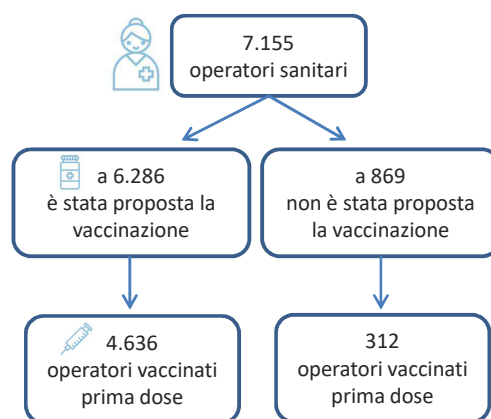 7.155
operatori sanitari
a 6.286
è stata proposta la
vaccinazione
a 869
non è stata proposta
la vaccinazione
4.636
operatori vaccinati
prima dose
312
operatori vaccinati
prima dose